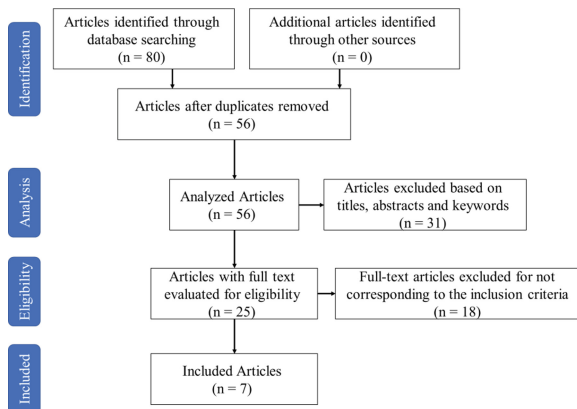 Identification
Articles identified through
database searching
(n = 80)
Additional articles identified
through other sources
(n = 0)
Articles after duplicates removed
(n = 56)
Analysis
Analyzed Articles
(n = 56)
Articles excluded based on
titles, abstracts and keywords
(n = 31)
Eligibility
Articles with full text
evaluated for eligibility
(n = 25)
Full-text articles excluded for not
corresponding to the inclusion criteria
(n = 18)
Included
Included Articles
(n = 7)